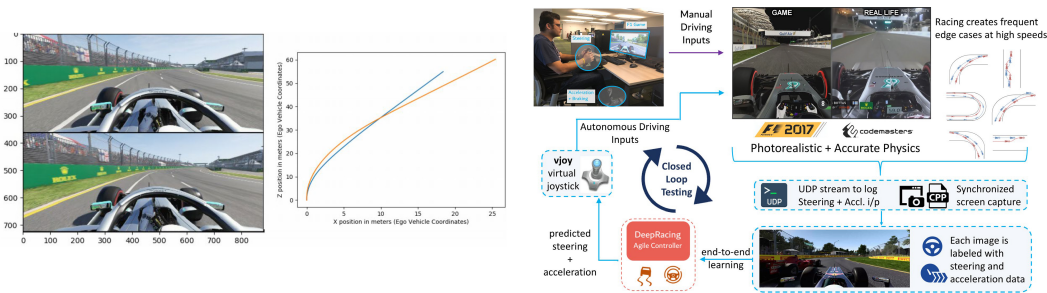 0
100
200
300
400
500
600
700
0
200
400
600
800
Z position in meters (Ego Vehicle Coordinates)
60
50
40
30
20
10
0
0
5
10
15
20
25
X position in meters (Ego Vehicle Coordinates)
Steering
F1 Game
Acceleration
+ Braking
Manual
Driving
Inputs
GAME
REAL LIFE
Racing creates frequent
edge cases at high speeds
F1 2017
codemasters
Photorealistic + Accurate Physics
Autonomous Driving
Inputs
vjoy
virtual
joystick
Closed
Loop
Testing
>_
UDP
UDP stream to log
Steering + Accl. i/p
CPP
Synchronized
screen capture
predicted
steering
+
acceleration
DeepRacing
Agile Controller
end-to-end
learning
Each image is
labeled with
steering and
acceleration data